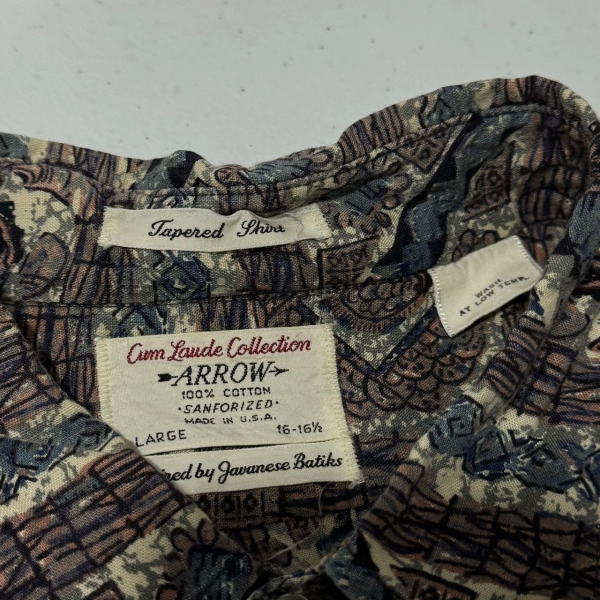 Tapered Shirt
WASH
AT LOW TEMP.
Cum Laude Collection
ARROW
100% COTTON
·SANFORIZED·
MADE IN U.S.A.
LARGE 16-16½
by Javanese Batiks